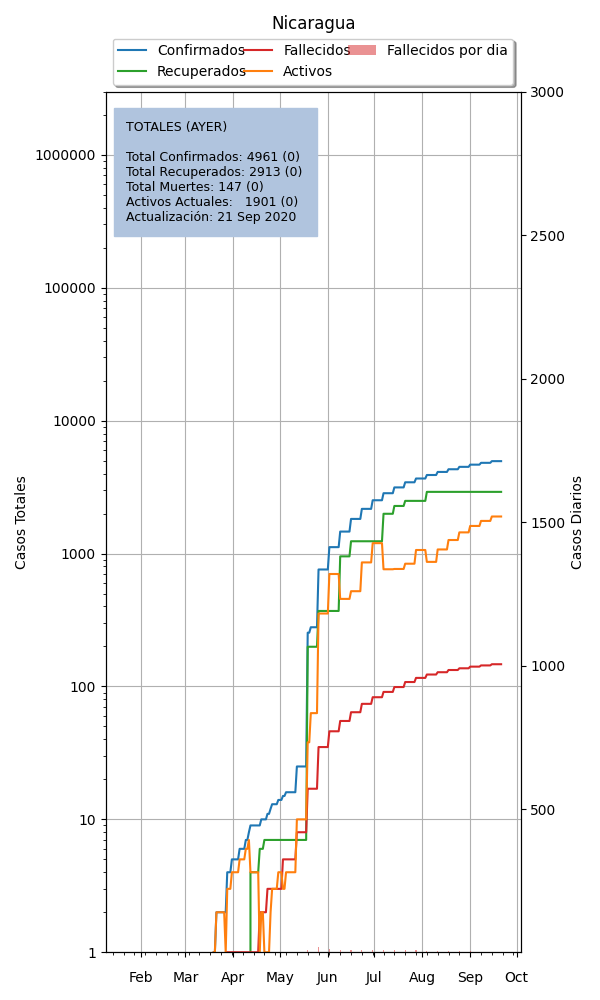 Nicaragua
Confirmados Fallecidos Fallecidos por dia
Recuperados Activos
TOTALES (AYER)
Total Confirmados: 4961 (0)
Total Recuperados: 2913 (0)
Total Muertes: 147 (0)
Activos Actuales: 1901 (0)
Actualización: 21 Sep 2020
Casos Totales
1000000
100000
10000
1000
100
10
1
3000
2500
2000
1500
1000
500
Casos Diarios
Feb Mar Apr May Jun Jul Aug Sep Oct